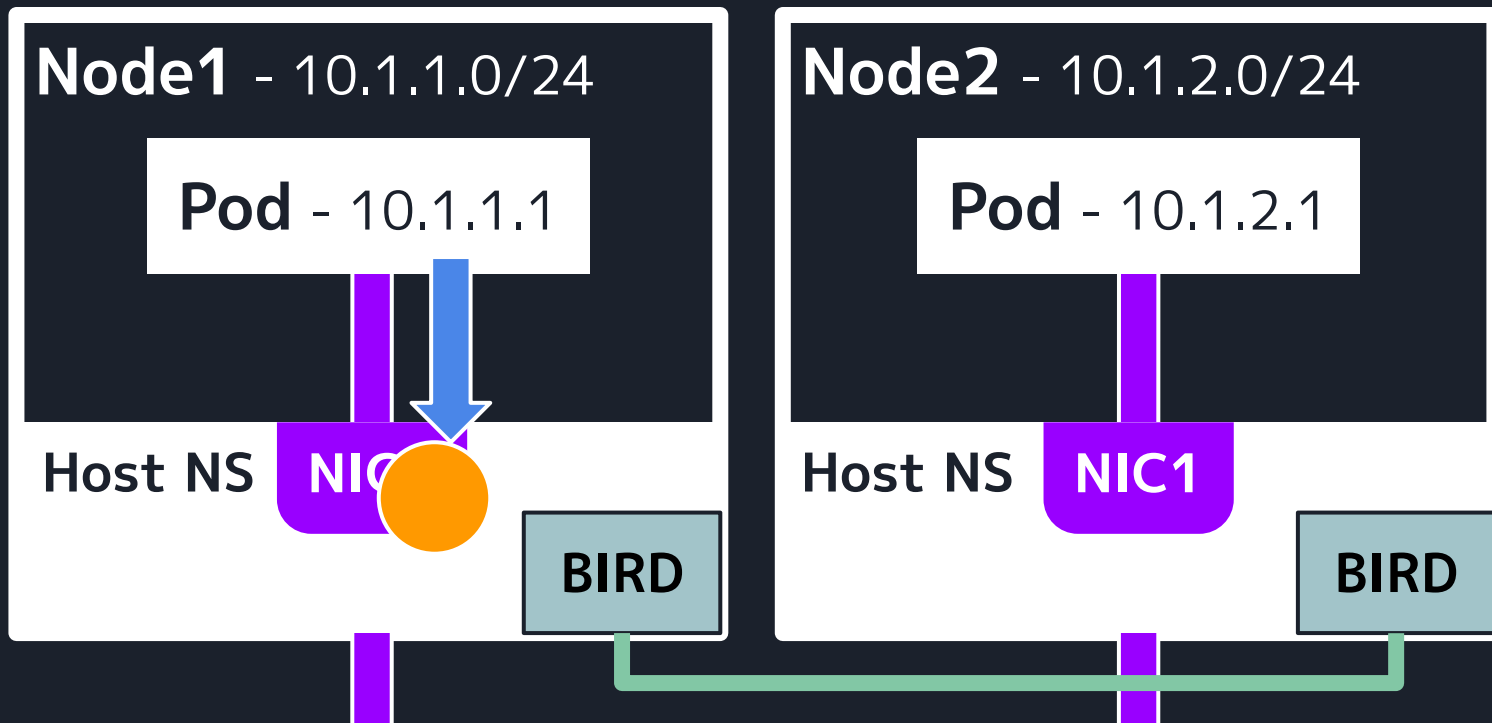 Node1 - 10.1.1.0/24
Pod - 10.1.1.1
Host NS
BIRD
Node2 - 10.1.2.0/24
Pod - 10.1.2.1
Host NS
NIC1
BIRD